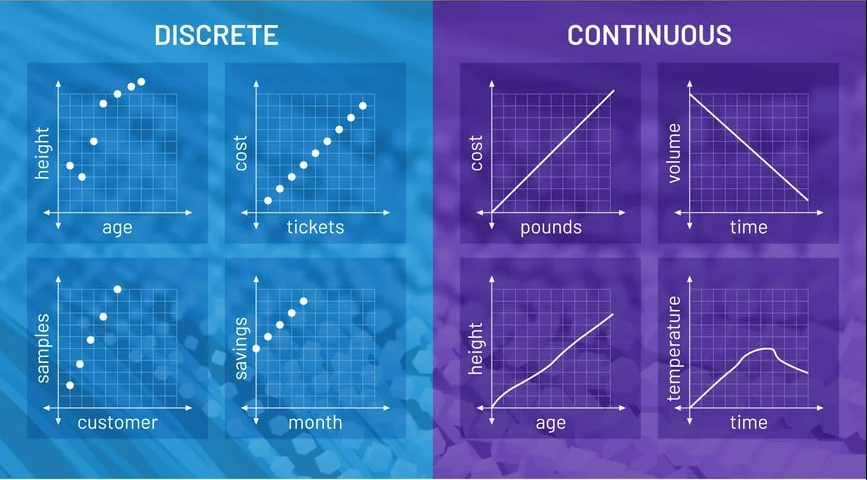 DISCRETE
height
age
cost
tickets
samples
customer
savings
month
CONTINUOUS
cost
pounds
volume
time
height
age
temperature
time